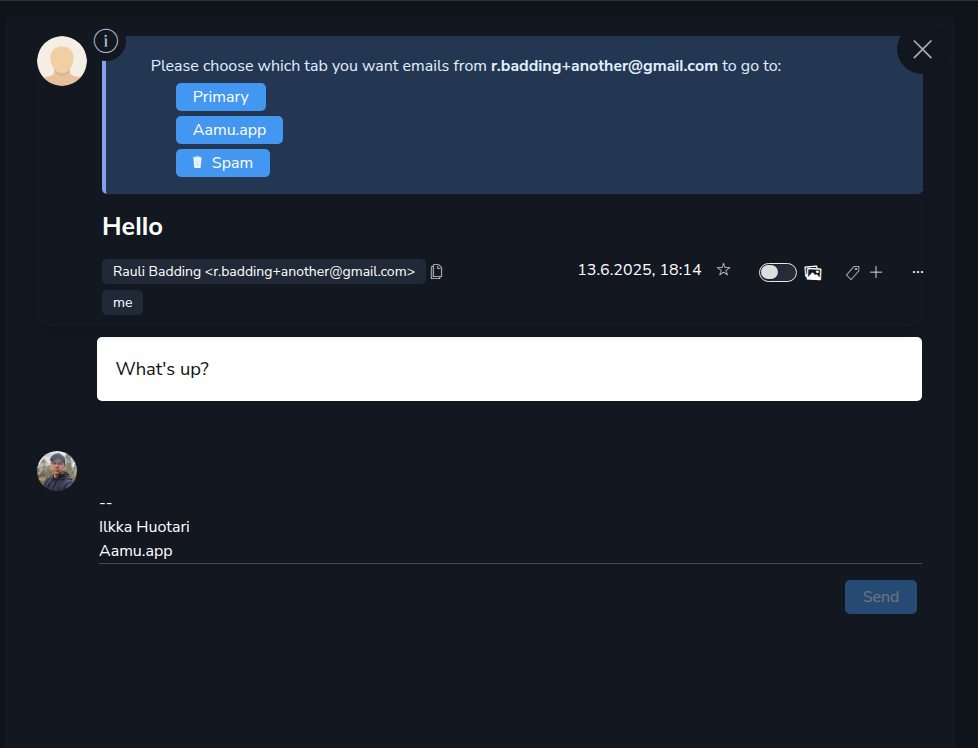 Please choose which tab you want emails from r.badding+another@gmail.com to go to:
Primary
Aamu.app
Spam
Hello
Rauli Badding <r.badding+another@gmail.com>
13.6.2025, 18:14
me
What's up?
--
Ilkka Huotari
Aamu.app
Send